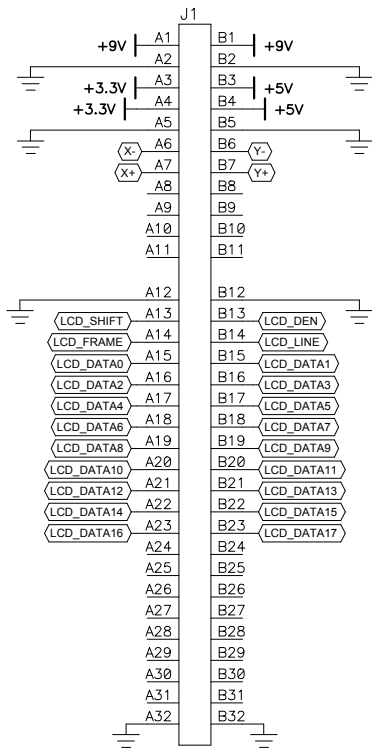 J1
+9V A1 B1 +9V
A2 B2
+3.3V A3 B3 +5V
+3.3V A4 B4 +5V
A5 B5
X- A6 B6 Y-
X+ A7 B7 Y+
A8 B8
A9 B9
A10 B10
A11 B11
A12 B12
LCD_SHIFT A13 B13 LCD_DEN
LCD_FRAME A14 B14 LCD_LINE
LCD_DATA0 A15 B15 LCD_DATA1
LCD_DATA2 A16 B16 LCD_DATA3
LCD_DATA4 A17 B17 LCD_DATA5
LCD_DATA6 A18 B18 LCD_DATA7
LCD_DATA8 A19 B19 LCD_DATA9
LCD_DATA10 A20 B20 LCD_DATA11
LCD_DATA12 A21 B21 LCD_DATA13
LCD_DATA14 A22 B22 LCD_DATA15
LCD_DATA16 A23 B23 LCD_DATA17
A24 B24
A25 B25
A26 B26
A27 B27
A28 B28
A29 B29
A30 B30
A31 B31
A32 B32